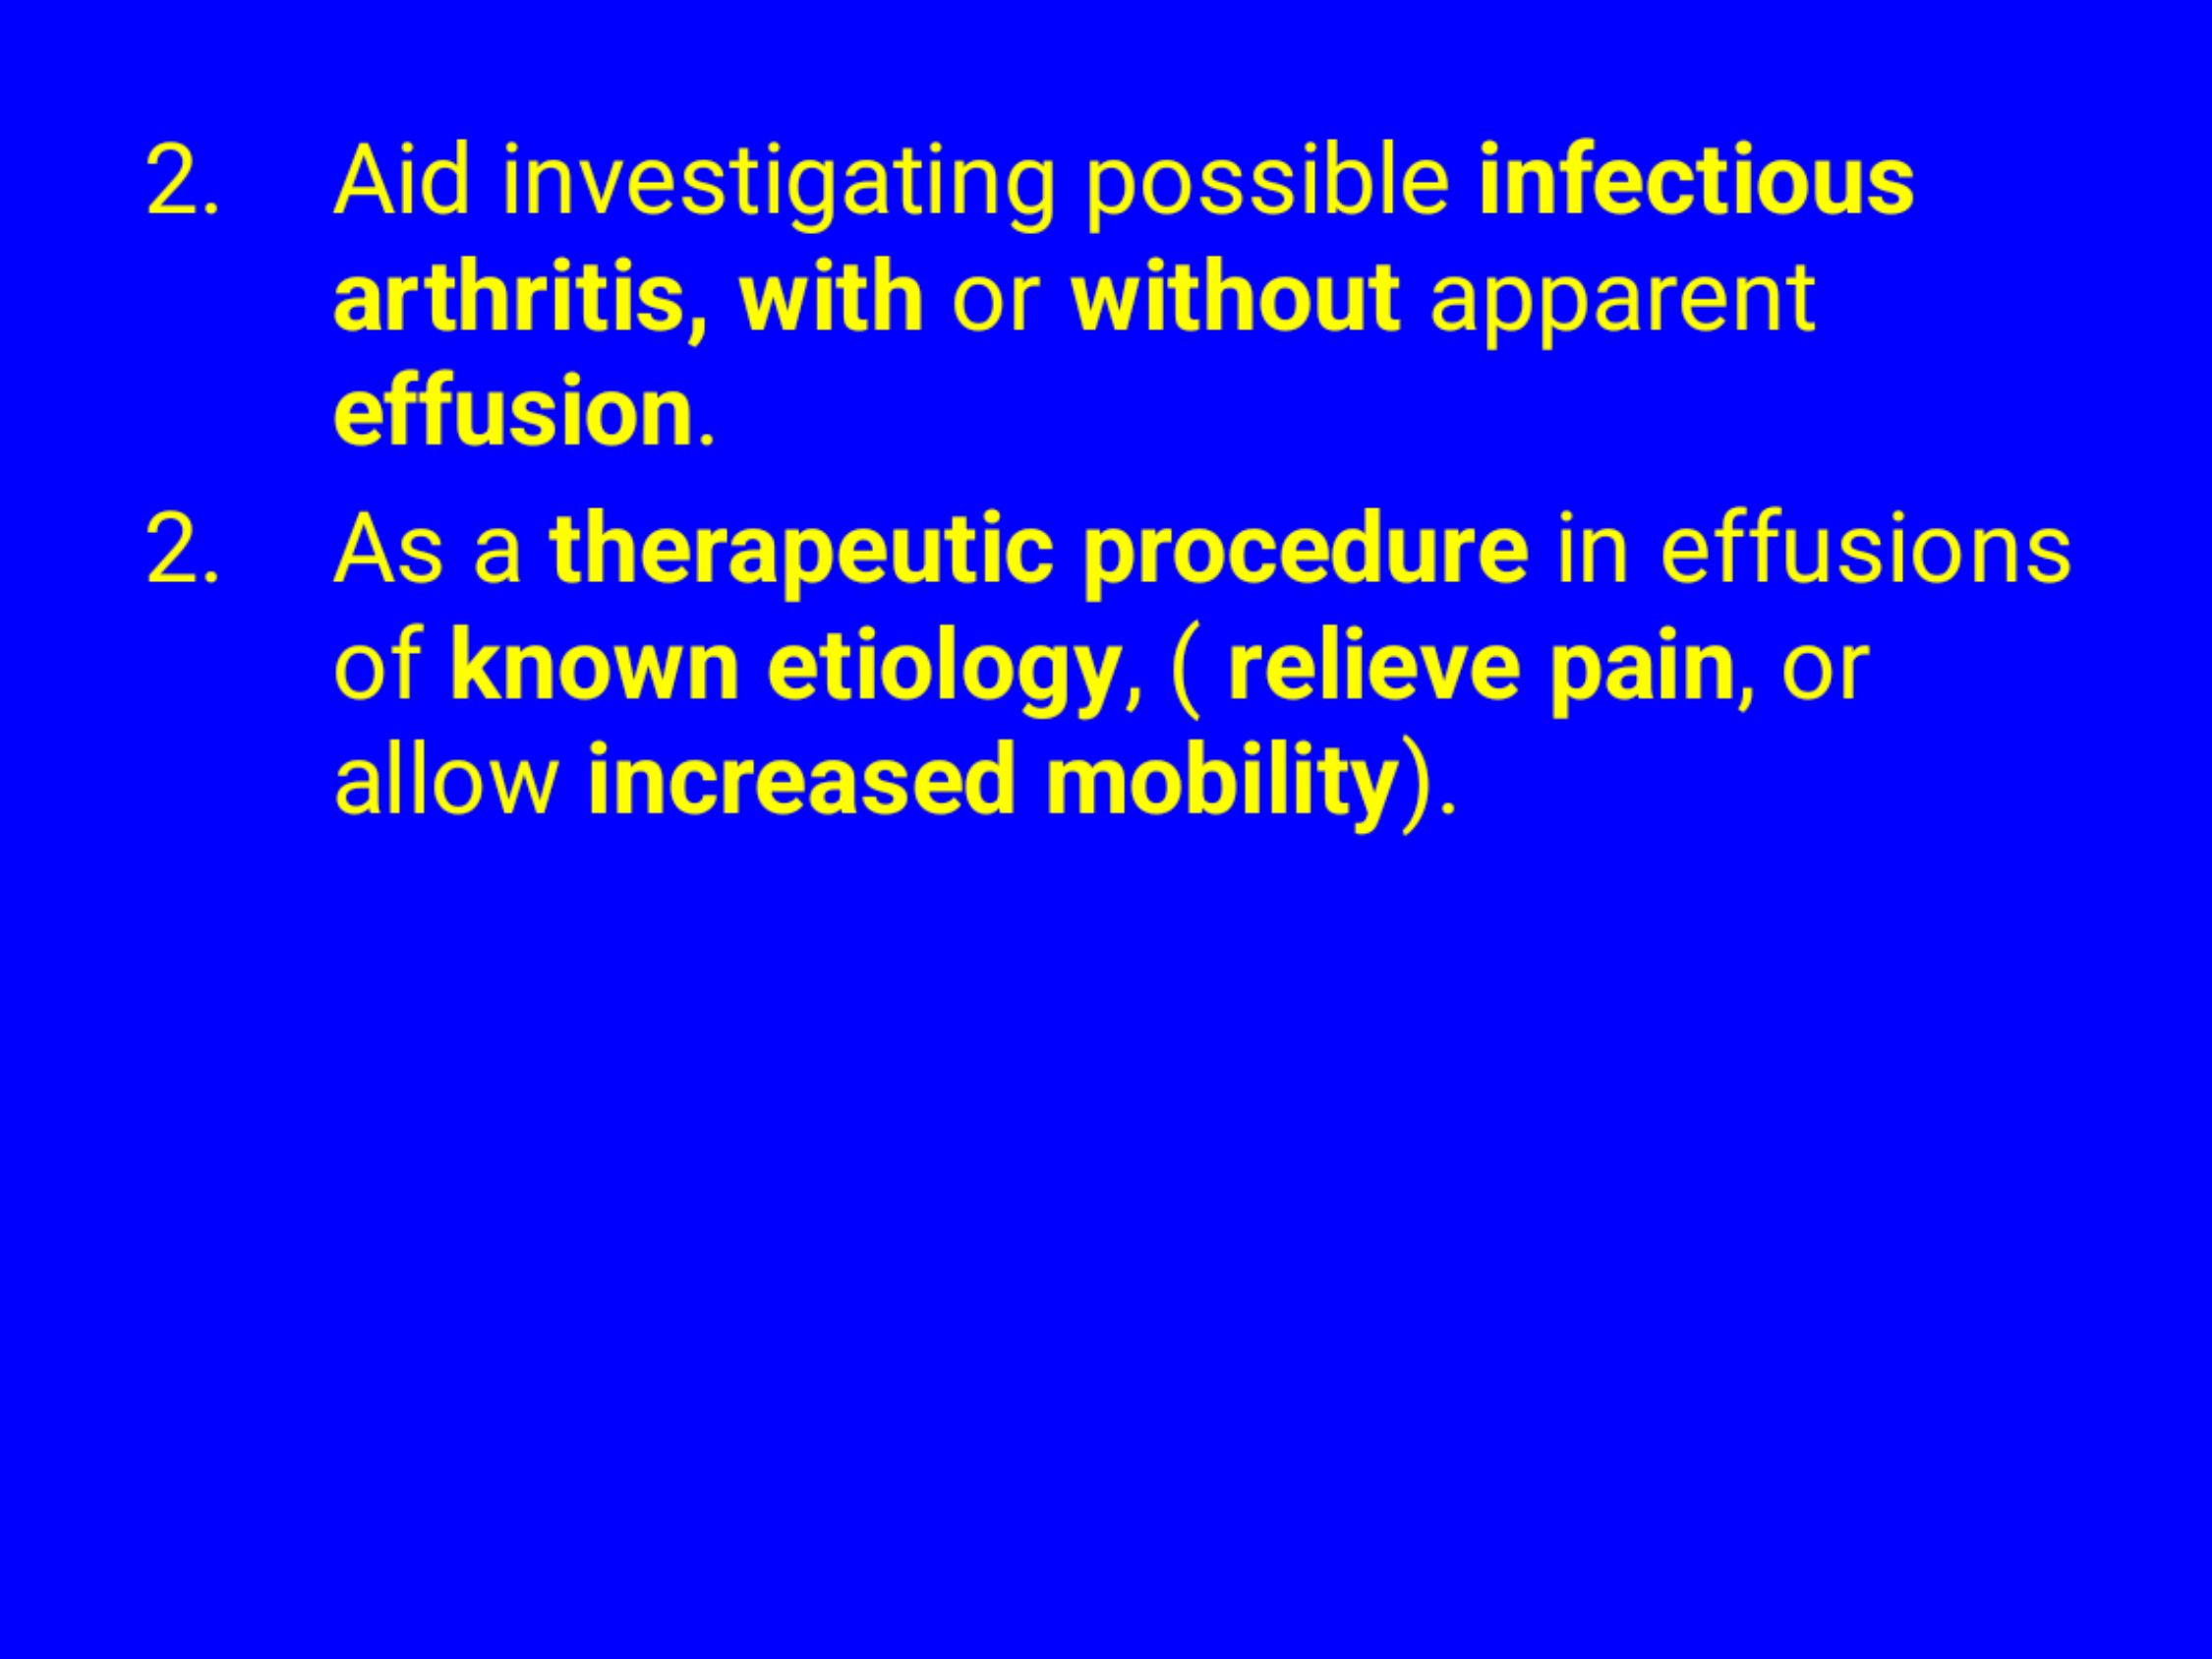 2. Aid investigating possible infectious
arthritis, with or without apparent
effusion.
2. As a therapeutic procedure in effusions
of known etiology, ( relieve pain, or
allow increased mobility).